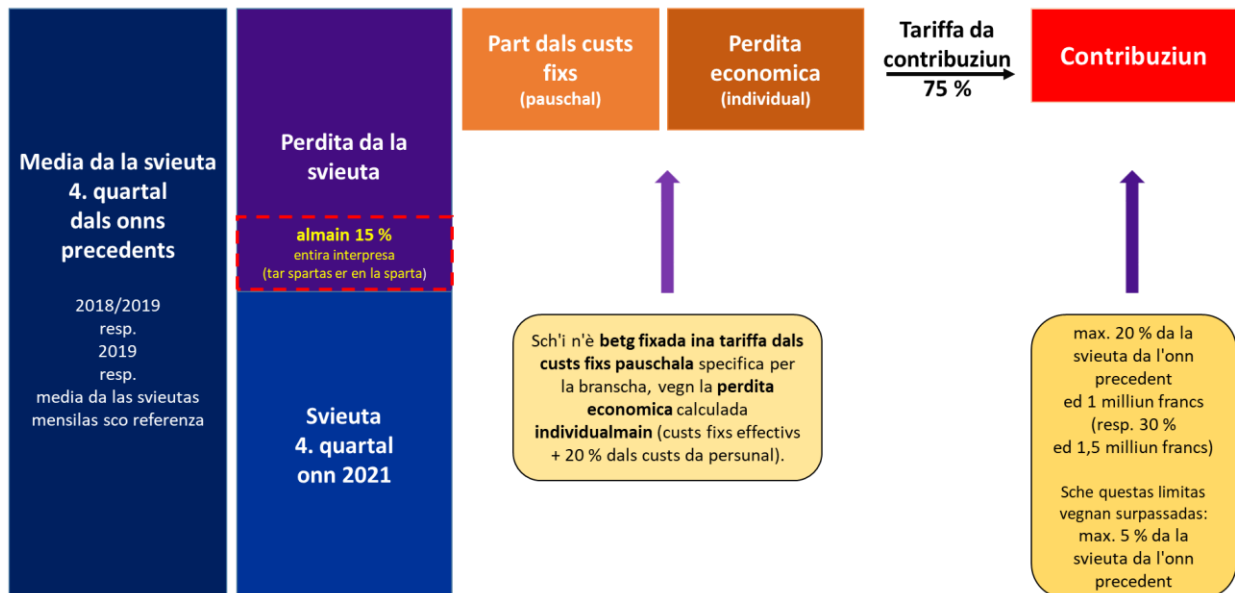 Media da la svieuta
4. quartal
dals onns
precedents
2018/2019
resp.
2019
resp.
media da las svieutas
mensilas sco referenza
Perdita da la
svieuta
almain 15 %
entira interpresa
(tar spartas er en la sparta)
Svieuta
4. quartal
onn 2021
Part dals custs
fixs
(pauschal)
Perdita
economica
(individual)
Tariffa da
contribuziun
75 %
Contribuziun
Sch'i n'è betg fixada ina tariffa dals
custs fixs pauschala specifica per
la branscha, vegn la perdita
economica calculada
individualmain (custs fixs effectivs
+ 20 % dals custs da persunal).
max. 20 % da la
svieuta da l'onn
precedent
ed 1 milliun francs
(resp. 30 %
ed 1,5 milliun francs)
Sche questas limitas
vegnan surpassadas:
max. 5 % da la
svieuta da l'onn
precedent